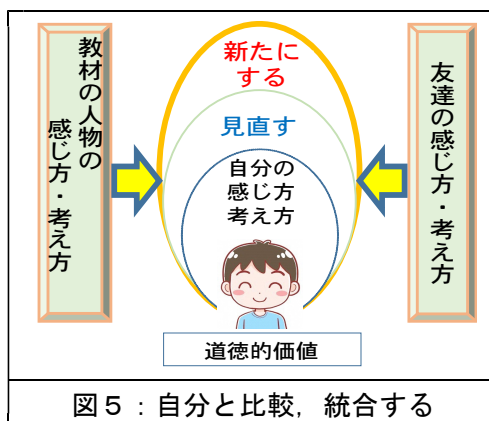 教材の人物の
感じ方・考え方
新たに
する
見直す
自分の
感じ方
考え方
友達の感じ方・考え方
道徳的価値
図5：自分と比較，統合する